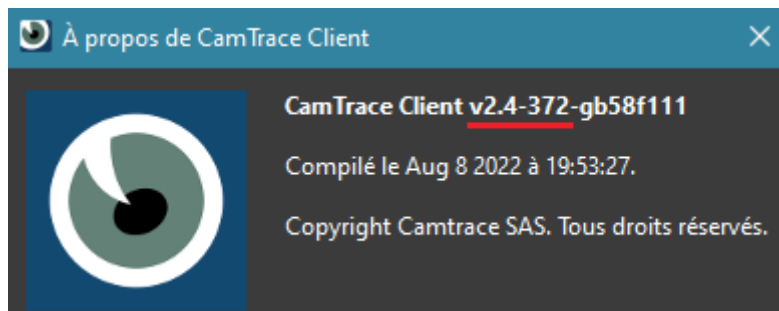 À propos de CamTrace Client
CamTrace Client v2.4-372-gb58f111
Compilé le Aug 8 2022 à 19:53:27.
Copyright Camtrace SAS. Tous droits réservés.